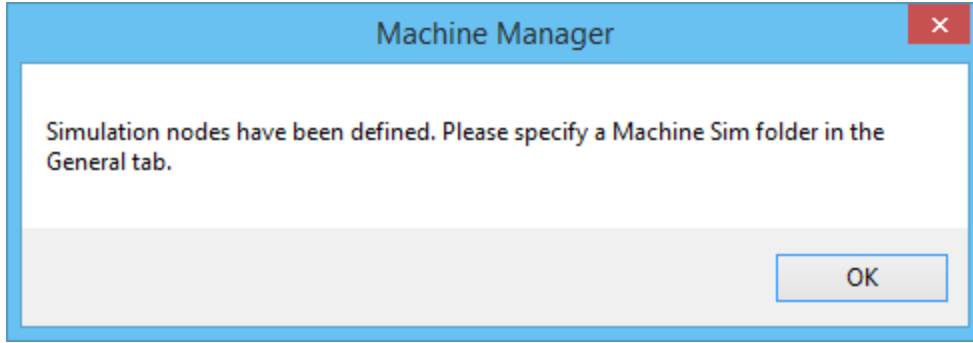 Machine Manager
Simulation nodes have been defined. Please specify a Machine Sim folder in the
General tab.
OK